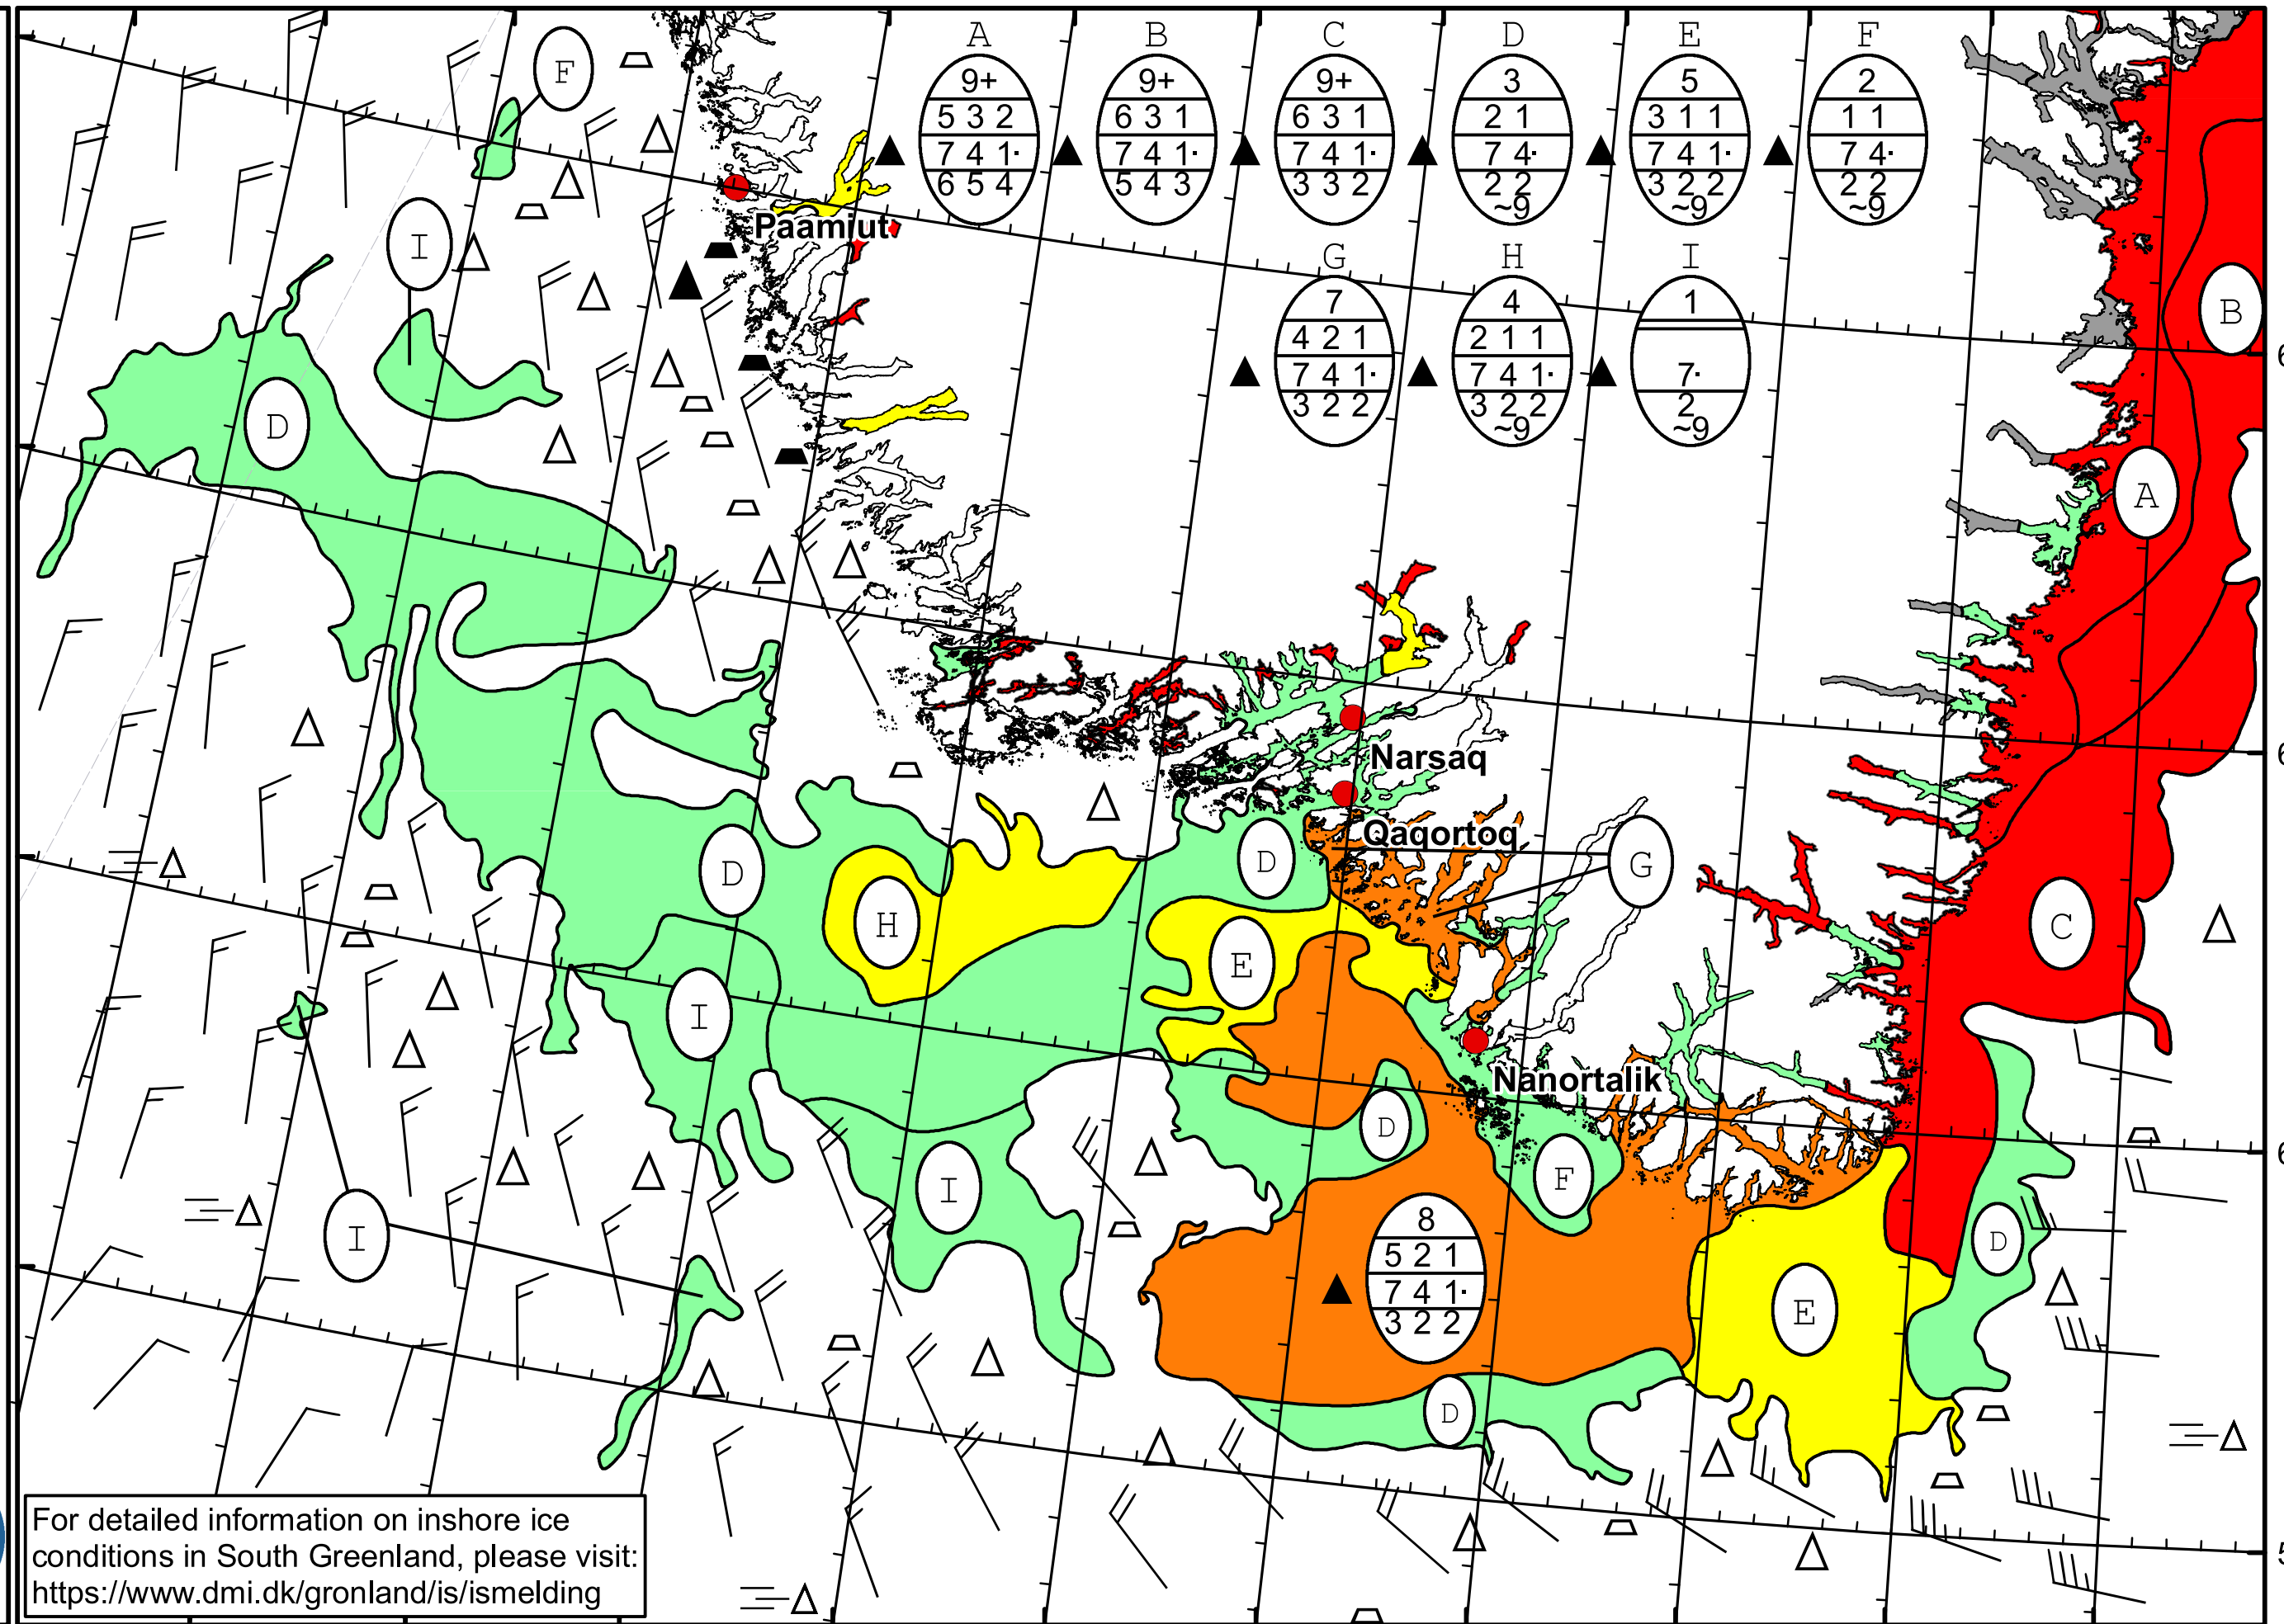 A B C D E F
9+ 9+ 9+ 3 5 2
5 3 2 6 3 1 6 3 1 2 1 3 1 1 1 1
7 4 1· 7 4 1· 7 4 1· 7 4· 7 4 1· 7 4·
6 5 4 5 4 3 3 3 2 2 2 3 2 2 2 2
~9 ~9 ~9
G H I
7 4 1
4 2 1 2 1 1
7 4 1· 7 4 1· 7·
3 2 2 3 2 2 2
~9 ~9
F
I
Paamiut
B
D
A
Narsaq
Qaqortoq
D
D
G
H
E
C
I
Nanortalik
D
I
F
I
D
8
5 2 1
7 4 1·
3 2 2
E
D
For detailed information on inshore ice
conditions in South Greenland, please visit:
https://www.dmi.dk/gronland/is/ismelding